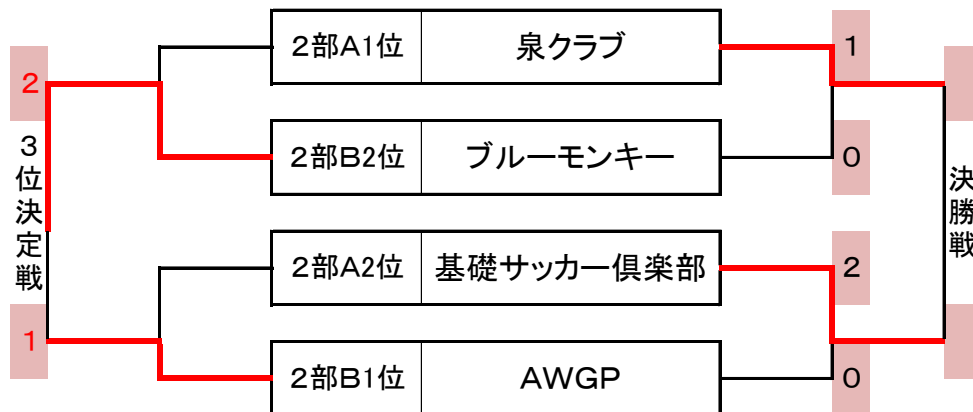 2部A1位 泉クラブ 1
2
2部B2位 ブルーモンキー 0
3位決定戦
決勝戦
2部A2位 基礎サッカー倶楽部 2
1
2部B1位 AWGP 0